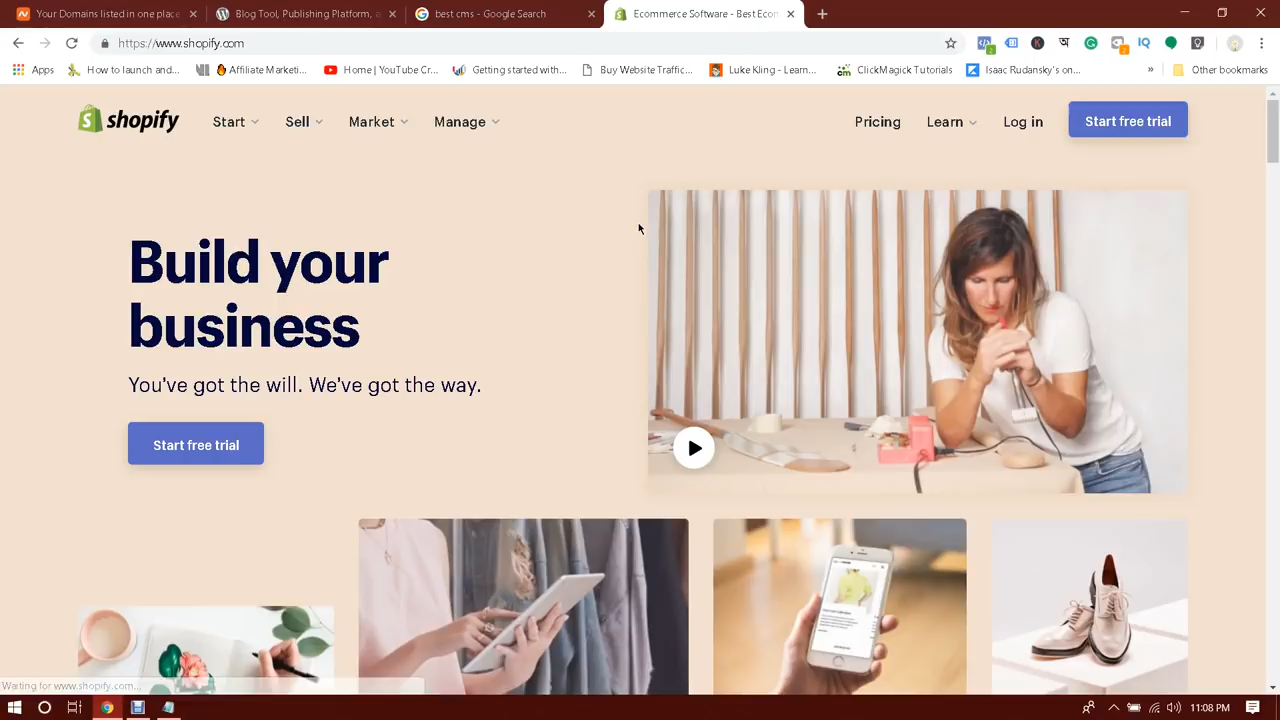 Your Domains listed in one place
Blog Tool, Publishing Platform, a
best cms - Google Search
Ecommerce Software - Best Ecom
https://www.shopify.com
Apps
How to launch and...
Affiliate Marketi...
Home | YouTube Cr...
Getting started with...
Buy Website Traffic...
Luke Kling - Learn...
ClickMagick Tutorials
Isaac Rudansky's on...
»
Other bookmarks
shopify
Start
Sell
Market
Manage
Pricing
Learn
Log in
Start free trial
Build your
business
You've got the will. We've got the way.
Start free trial
Waiting for www.shopify.com...
11:08 PM